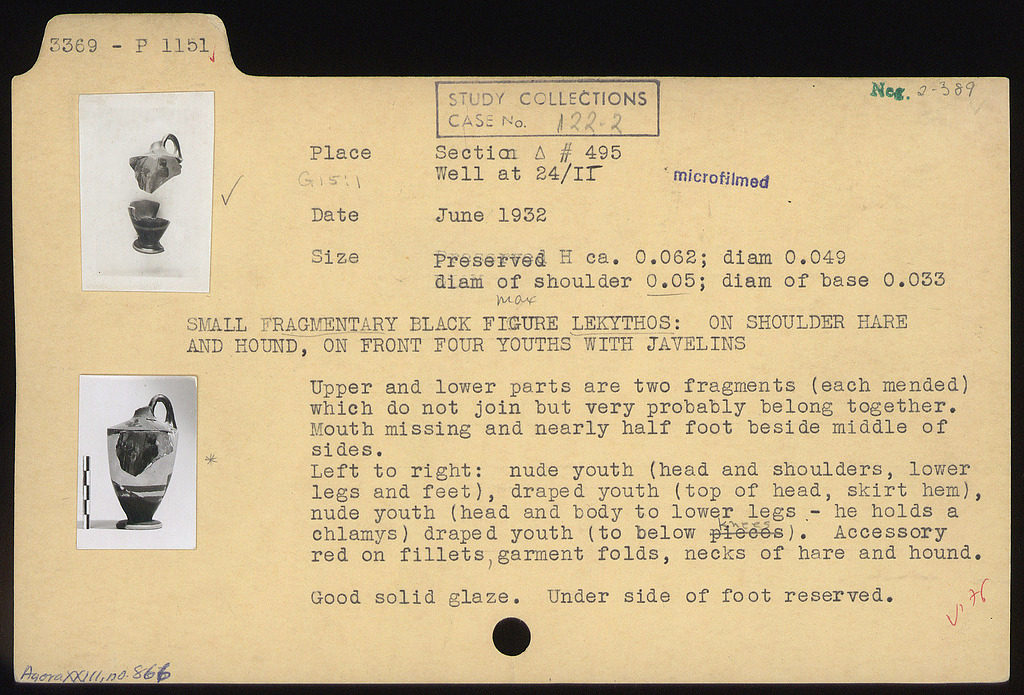 3369 - P 1151
Neg. 2-389
STUDY COLLECTIONS
CASE No. 122-2
Place Section Δ # 495
G15:1 Well at 24/ΙΓ
microfilmed
Date June 1932
Size Preserved H ca. 0.062; diam 0.049
diam of shoulder 0.05; diam of base 0.033
max
SMALL FRAGMENTARY BLACK FIGURE LEKYTHOS: ON SHOULDER HARE
AND HOUND, ON FRONT FOUR YOUTHS WITH JAVELINS
Upper and lower parts are two fragments (each mended)
which do not join but very probably belong together.
Mouth missing and nearly half foot beside middle of
sides.
Left to right: nude youth (head and shoulders, lower
legs and feet), draped youth (top of head, skirt hem),
nude youth (head and body to lower legs - he holds a
knees
chlamys) draped youth (to below pieces). Accessory
red on fillets, garment folds, necks of hare and hound.
Good solid glaze. Under side of foot reserved.
Agora XXIII, no. 866